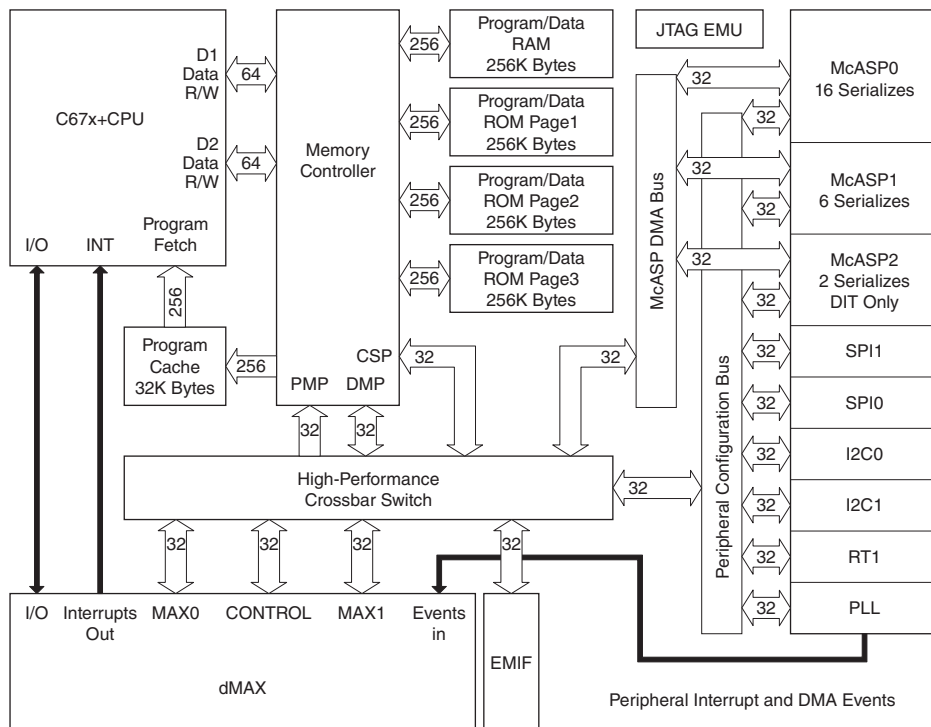 C67x+CPU
D1
Data
R/W
D2
Data
R/W
I/O
INT
Program
Fetch
64
64
256
Program
Cache
32K Bytes
256
Memory
Controller
CSP
PMP
DMP
256
256
256
256
Program/Data
RAM
256K Bytes
Program/Data
ROM Page1
256K Bytes
Program/Data
ROM Page2
256K Bytes
Program/Data
ROM Page3
256K Bytes
JTAG EMU
McASP DMA Bus
Peripheral Configuration Bus
32
32
32
32
32
32
32
32
32
32
32
32
32
McASP0
16 Serializes
McASP1
6 Serializes
McASP2
2 Serializes
DIT Only
SPI1
SPI0
I2C0
I2C1
RT1
PLL
32
32
32
32
32
High-Performance
Crossbar Switch
32
32
32
32
I/O
Interrupts
Out
MAX0
CONTROL
MAX1
Events
in
dMAX
EMIF
Peripheral Interrupt and DMA Events